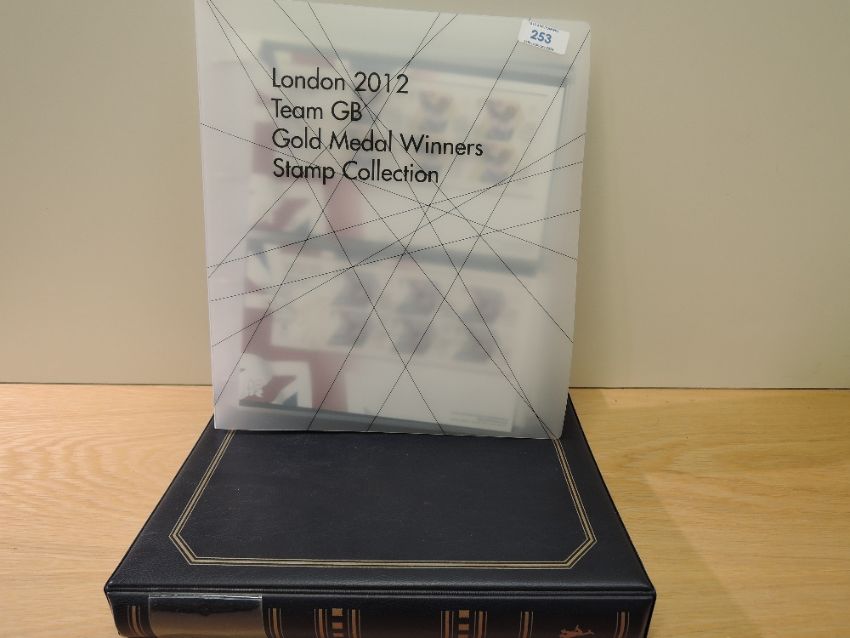 253
London 2012
Team GB
Gold Medal Winners
Stamp Collection